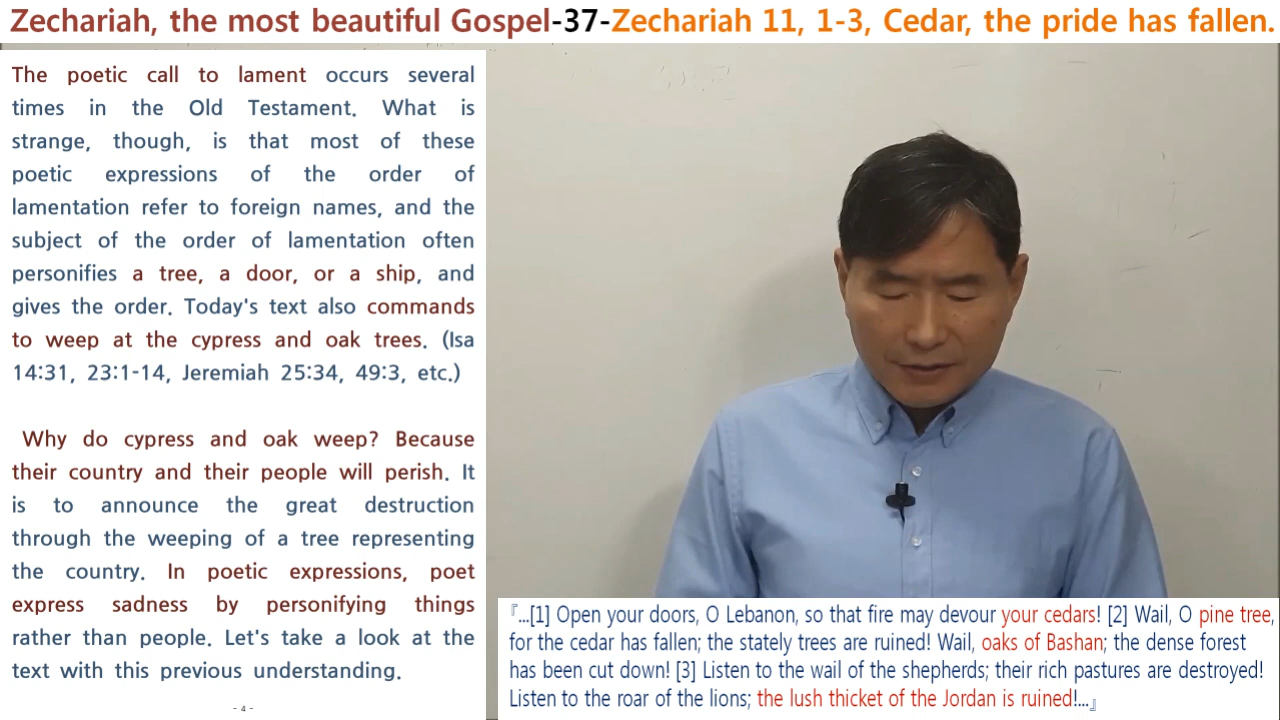 Zechariah, the most beautiful Gospel-37-Zechariah 11, 1-3, Cedar, the pride has fallen.
The poetic call to lament occurs several
times in the Old Testament. What is
strange, though, is that most of these
poetic expressions of the order of
lamentation refer to foreign names, and the
subject of the order of lamentation often
personifies a tree, a door, or a ship, and
gives the order. Today's text also commands
to weep at the cypress and oak trees. (Isa
14:31, 23:1-14, Jeremiah 25:34, 49:3, etc.)
Why do cypress and oak weep? Because
their country and their people will perish. It
is to announce the great destruction
through the weeping of a tree representing
the country. In poetic expressions, poet
express sadness by personifying things
rather than people. Let's take a look at the
text with this previous understanding.
- 4 -
『...[1] Open your doors, O Lebanon, so that fire may devour your cedars! [2] Wail, O pine tree,
for the cedar has fallen; the stately trees are ruined! Wail, oaks of Bashan; the dense forest
has been cut down! [3] Listen to the wail of the shepherds; their rich pastures are destroyed!
Listen to the roar of the lions; the lush thicket of the Jordan is ruined!...』